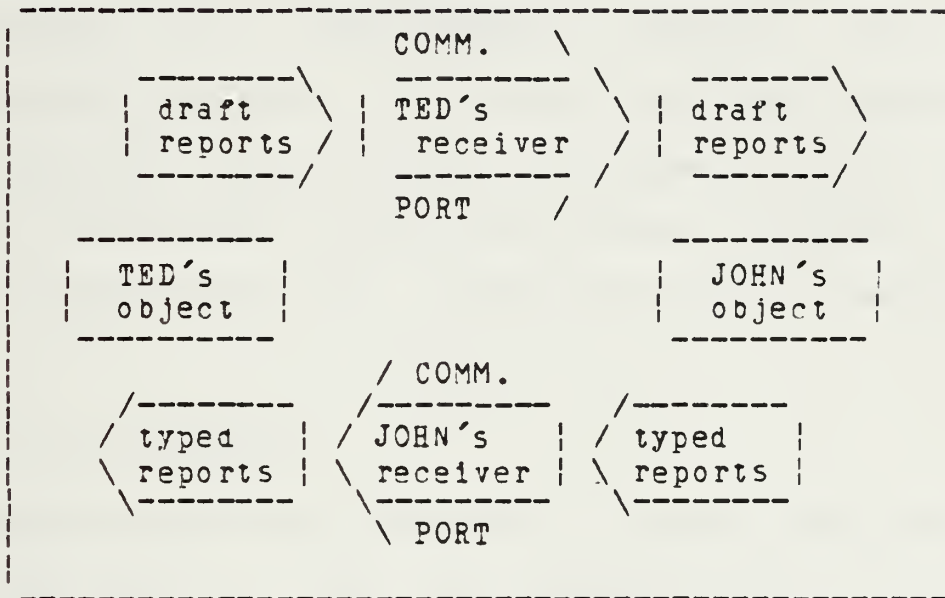 COMM.
draft TED's draft
reports receiver reports
PORT
TED's JOHN's
object object
COMM.
typed JOHN's typed
reports receiver reports
PORT